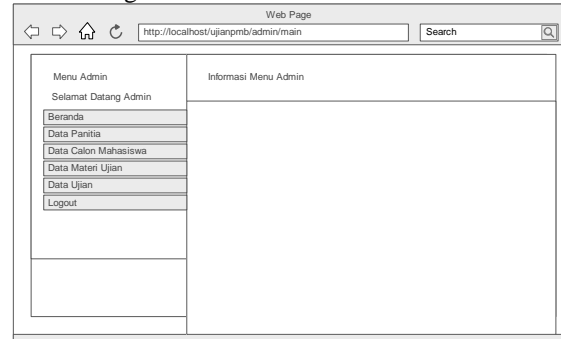 Web Page
http://localhost/ujianpmb/admin/main
Search
Menu Admin
Informasi Menu Admin
Selamat Datang Admin
Beranda
Data Panitia
Data Calon Mahasiswa
Data Materi Ujian
Data Ujian
Logout